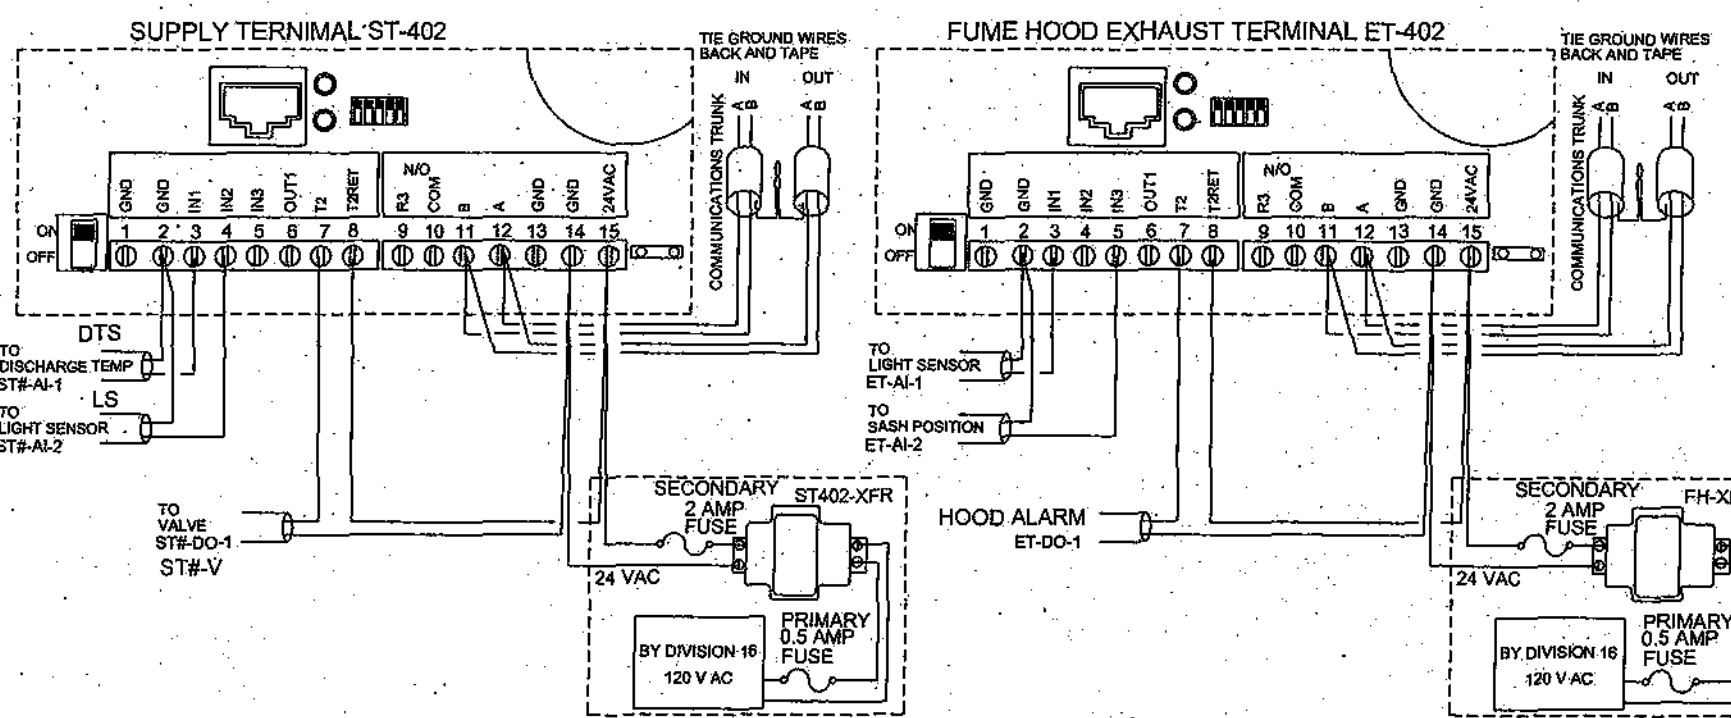 SUPPLY TERNIMAL ST-402
TIE GROUND WIRES
BACK AND TAPE
IN OUT
A B A B
COMMUNICATIONS TRUNK
N/O
GND GND IN1 IN2 IN3 OUT1 T2 T2RET R3 COM B A GND GND 24VAC
ON
OFF
1 2 3 4 5 6 7 8 9 10 11 12 13 14 15
DTS
TO
DISCHARGE TEMP
ST#-AI-1
LS
TO
LIGHT SENSOR
ST#-AI-2
TO
VALVE
ST#-DO-1
ST#-V
SECONDARY
2 AMP
FUSE
ST402-XFR
24 VAC
PRIMARY
0.5 AMP
FUSE
BY DIVISION 16
120 V AC
FUME HOOD EXHAUST TERMINAL ET-402
TIE GROUND WIRES
BACK AND TAPE
IN OUT
A B A B
COMMUNICATIONS TRUNK
N/O
GND GND IN1 IN2 IN3 OUT1 T2 T2RET R3 COM B A GND GND 24VAC
ON
OFF
1 2 3 4 5 6 7 8 9 10 11 12 13 14 15
TO
LIGHT SENSOR
ET-AI-1
TO
SASH POSITION
ET-AI-2
HOOD ALARM
ET-DO-1
SECONDARY
2 AMP
FUSE
24 VAC
PRIMARY
0.5 AMP
FUSE
BY DIVISION 16
120 V AC